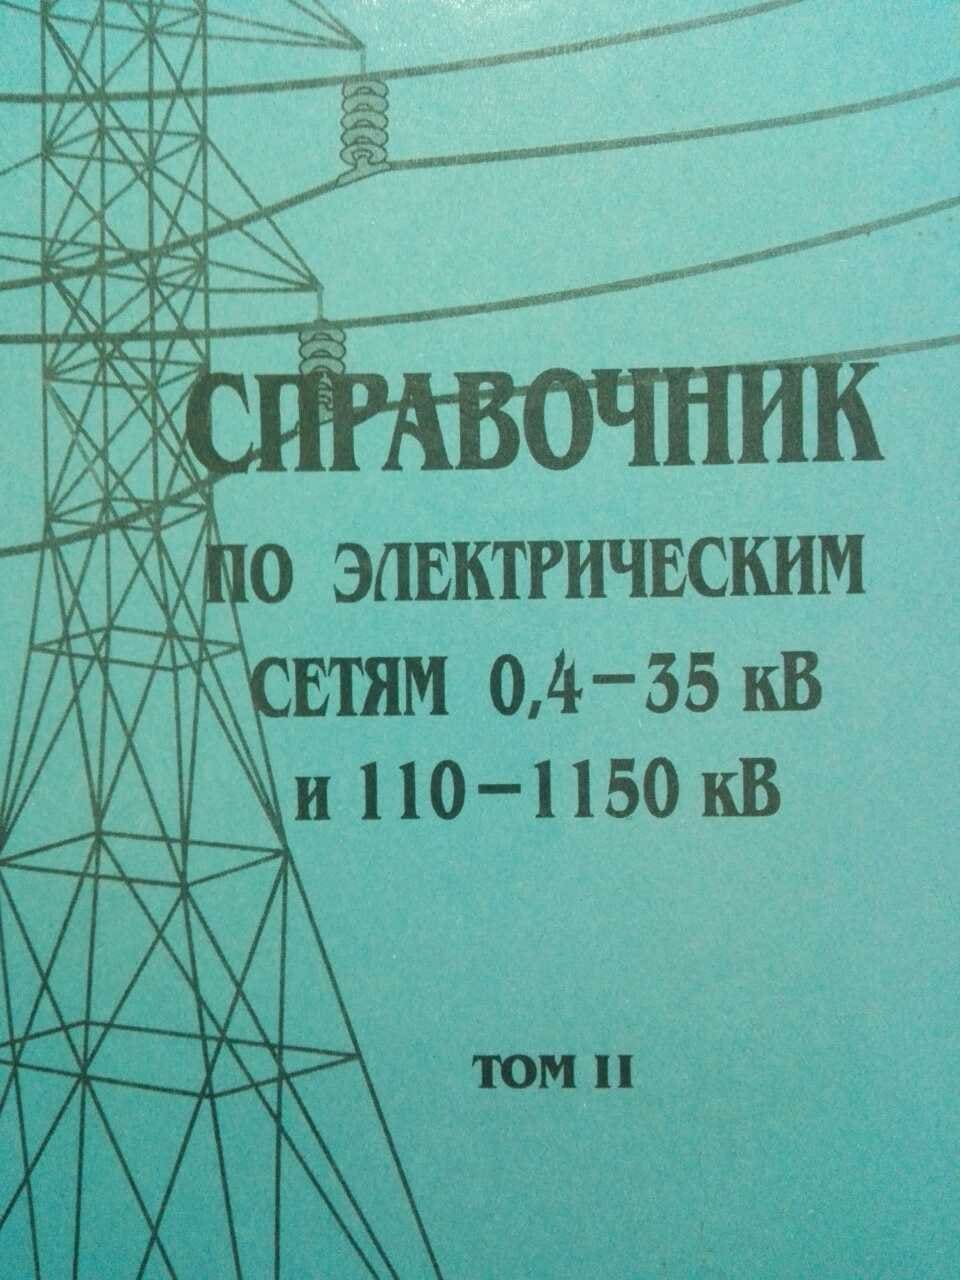 СПРАВОЧНИК
ПО ЭЛЕКТРИЧЕСКИМ
СЕТЯМ 0,4–35 кВ
и 110–1150 кВ
ТОМ II